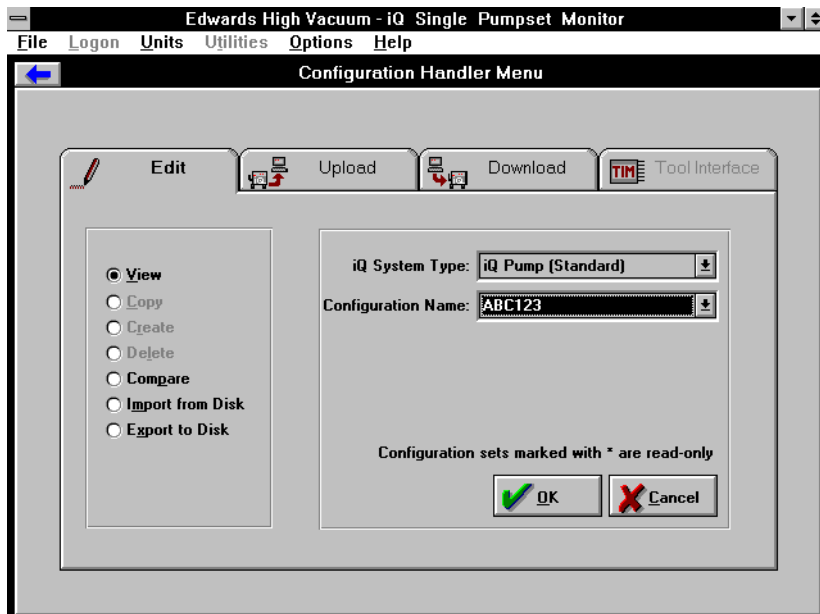 Edwards High Vacuum - iQ Single Pumpset Monitor
File Logon Units Utilities Options Help
Configuration Handler Menu
Edit Upload Download TIM Tool Interface
View
Copy
Create
Delete
Compare
Import from Disk
Export to Disk
iQ System Type: iQ Pump (Standard)
Configuration Name: ABC123
Configuration sets marked with * are read-only
OK Cancel